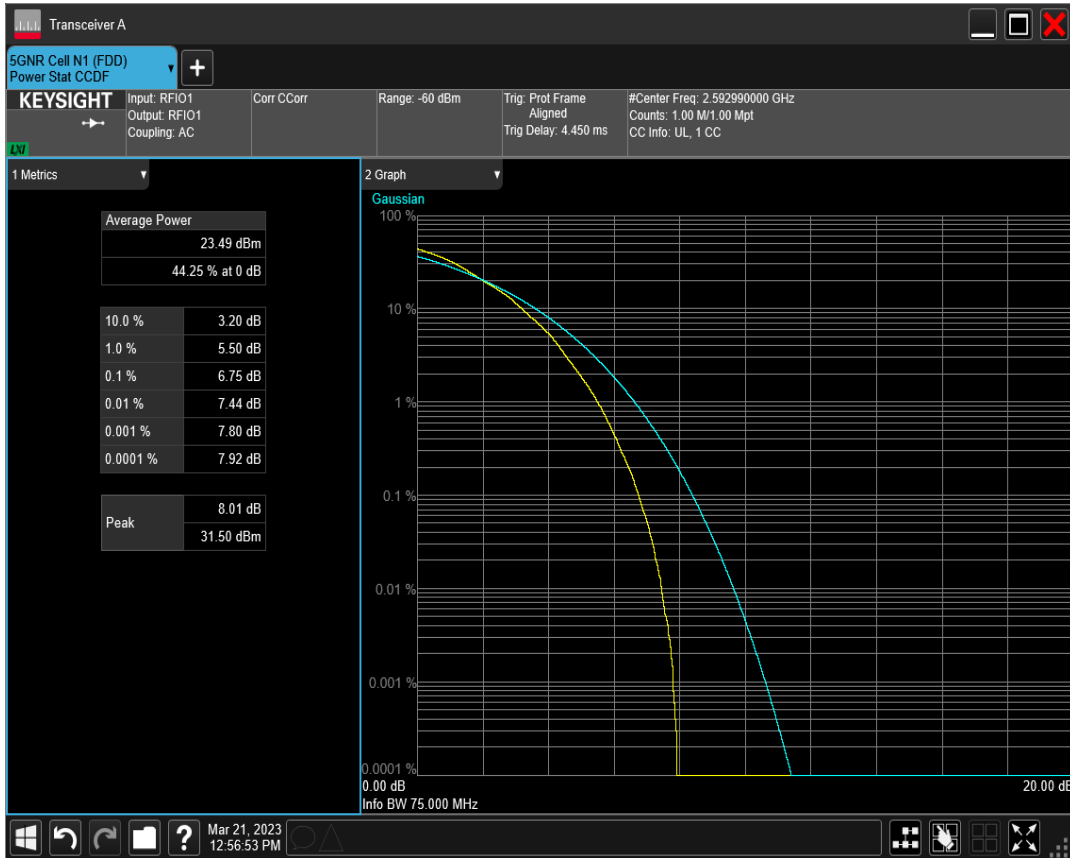 Transceiver A
5GNR Cell N1 (FDD)
Power Stat CCDF
+
KEYSIGHT
LXI
Input: RFIO1
Output: RFIO1
Coupling: AC
Corr CCorr
Range: -60 dBm
Trig: Prot Frame
Aligned
Trig Delay: 4.450 ms
#Center Freq: 2.592990000 GHz
Counts: 1.00 M/1.00 Mpt
CC Info: UL, 1 CC
1 Metrics
Average Power
23.49 dBm
44.25 % at 0 dB
10.0 % 3.20 dB
1.0 % 5.50 dB
0.1 % 6.75 dB
0.01 % 7.44 dB
0.001 % 7.80 dB
0.0001 % 7.92 dB
Peak 8.01 dB
31.50 dBm
2 Graph
Gaussian
100 %
10 %
1 %
0.1 %
0.01 %
0.001 %
0.0001 %
0.00 dB 20.00 dB
Info BW 75.000 MHz
?
Mar 21, 2023
12:56:53 PM